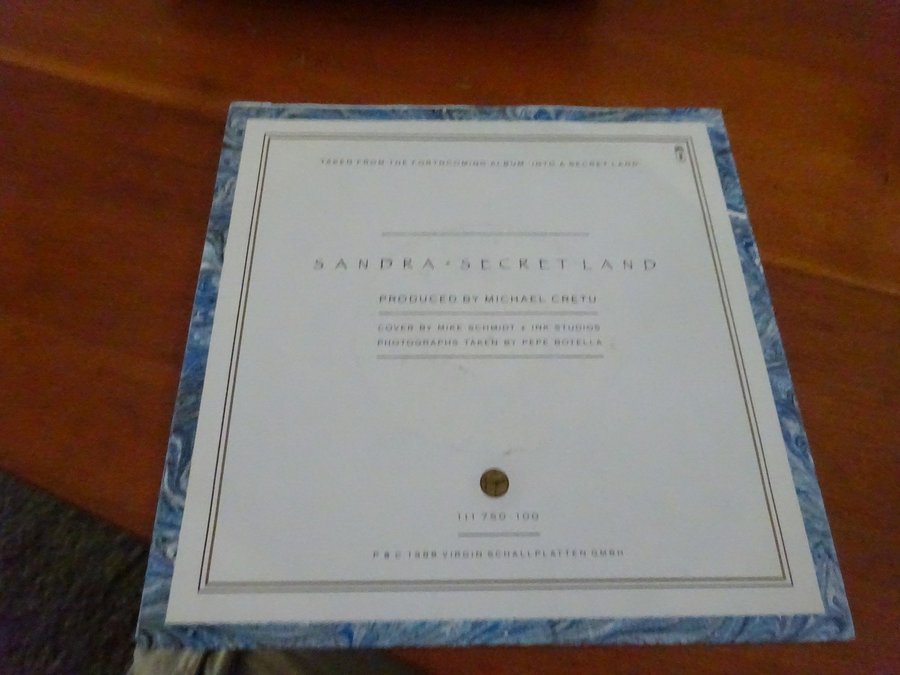 TAKEN FROM THE FORTHCOMING ALBUM 'INTO A SECRET LAND'
SANDRA · SECRET LAND
PRODUCED BY MICHAEL CRETU
COVER BY MIKE SCHMIDT & INK STUDIOS
PHOTOGRAPHS TAKEN BY PEPE BOTELLA
111 750-100
P & C 1988 VIRGIN SCHALLPLATTEN GMBH